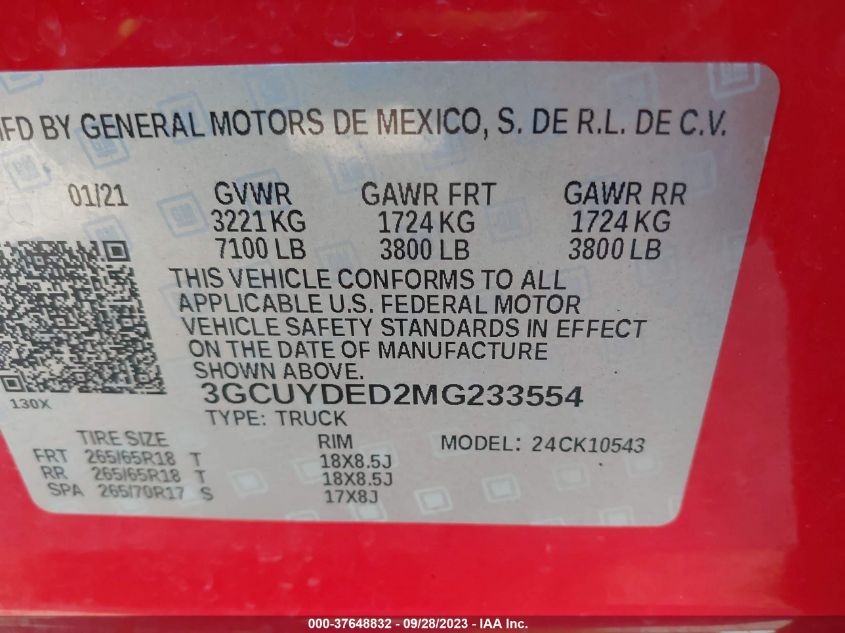 MFD BY GENERAL MOTORS DE MEXICO, S. DE R.L. DE C.V.
01/21 GVWR GAWR FRT GAWR RR
3221 KG 1724 KG 1724 KG
7100 LB 3800 LB 3800 LB
THIS VEHICLE CONFORMS TO ALL
APPLICABLE U.S. FEDERAL MOTOR
VEHICLE SAFETY STANDARDS IN EFFECT
ON THE DATE OF MANUFACTURE
SHOWN ABOVE.
3GCUYDED2MG233554
130X
TYPE: TRUCK
TIRE SIZE RIM MODEL: 24CK10543
FRT 265/65R18 T 18X8.5J
RR 265/65R18 T 18X8.5J
SPA 265/70R17 S 17X8J
000-37648832 - 09/28/2023 - IAA Inc.